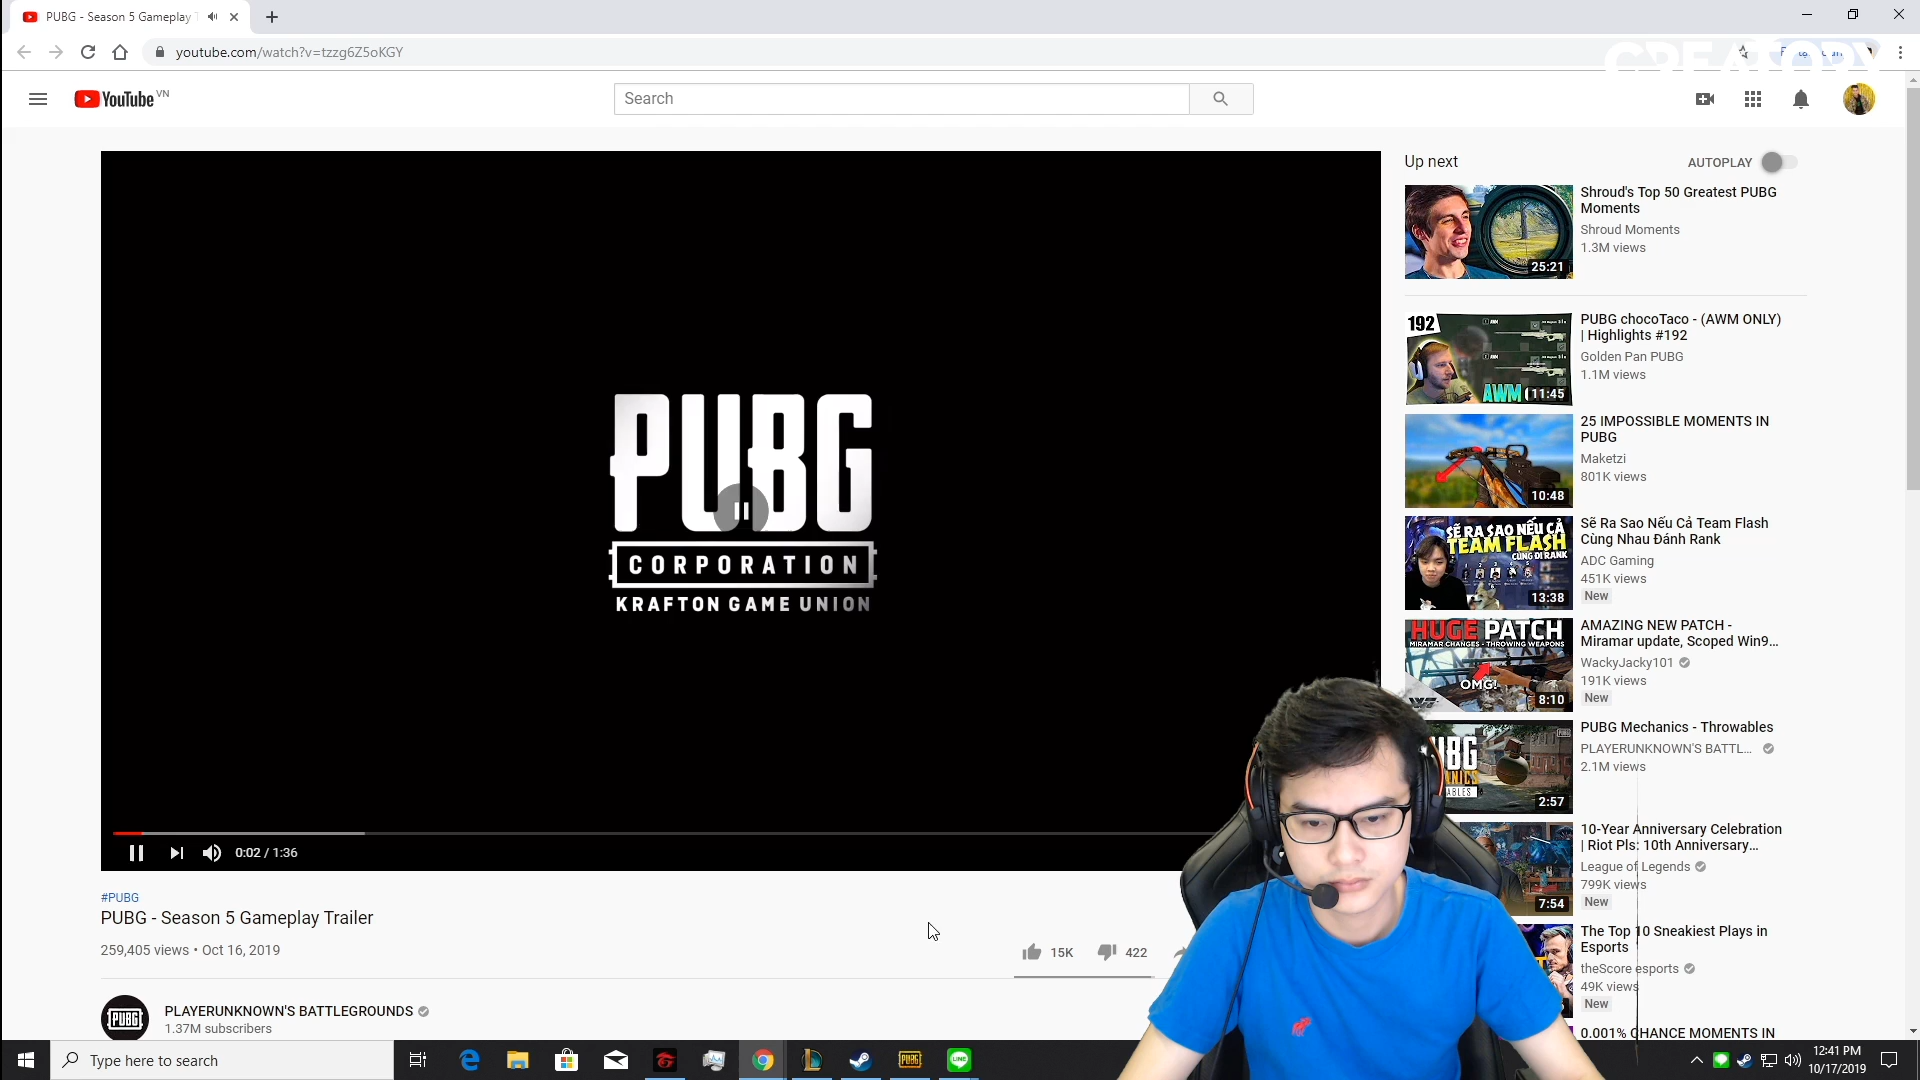 PUBG - Season 5 Gameplay
youtube.com/watch?v=tzzg6Z5oKGY
CREATORY
YouTube VN
Search
Up next
AUTOPLAY
PUBG
CORPORATION
KRAFTON GAME UNION
0:02 / 1:36
#PUBG
PUBG - Season 5 Gameplay Trailer
259,405 views • Oct 16, 2019
15K
422
PUBG
PLAYERUNKNOWN'S BATTLEGROUNDS
1.37M subscribers
25:21
Shroud's Top 50 Greatest PUBG
Moments
Shroud Moments
1.3M views
192
AWM
11:45
PUBG chocoTaco - (AWM ONLY)
| Highlights #192
Golden Pan PUBG
1.1M views
10:48
25 IMPOSSIBLE MOMENTS IN
PUBG
Maketzi
801K views
SẼ RA SAO NẾU CẢ
TEAM FLASH
CÙNG ĐI RANK
13:38
Sẽ Ra Sao Nếu Cả Team Flash
Cùng Nhau Đánh Rank
ADC Gaming
451K views
New
HUGE PATCH
MIRAMAR CHANGES - THROWING WEAPONS
OMG!
8:10
AMAZING NEW PATCH -
Miramar update, Scoped Win9...
WackyJacky101
191K views
New
2:57
PUBG Mechanics - Throwables
PLAYERUNKNOWN'S BATTL...
2.1M views
7:54
10-Year Anniversary Celebration
| Riot Pls: 10th Anniversary...
League of Legends
799K views
New
The Top 10 Sneakiest Plays in
Esports
theScore esports
49K views
New
0.001% CHANCE MOMENTS IN
Type here to search
PUBG
LINE
12:41 PM
10/17/2019